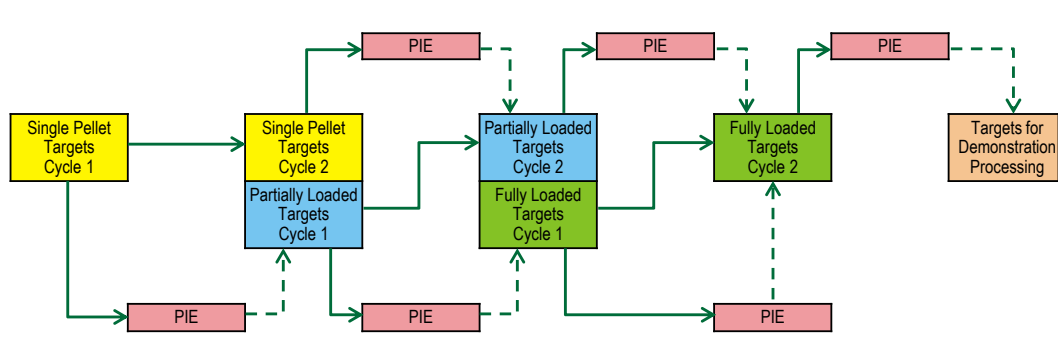 PIE
PIE
PIE
Single Pellet
Targets
Cycle 1
Single Pellet
Targets
Cycle 2
Partially Loaded
Targets
Cycle 1
Partially Loaded
Targets
Cycle 2
Fully Loaded
Targets
Cycle 1
Fully Loaded
Targets
Cycle 2
Targets for
Demonstration
Processing
PIE
PIE
PIE